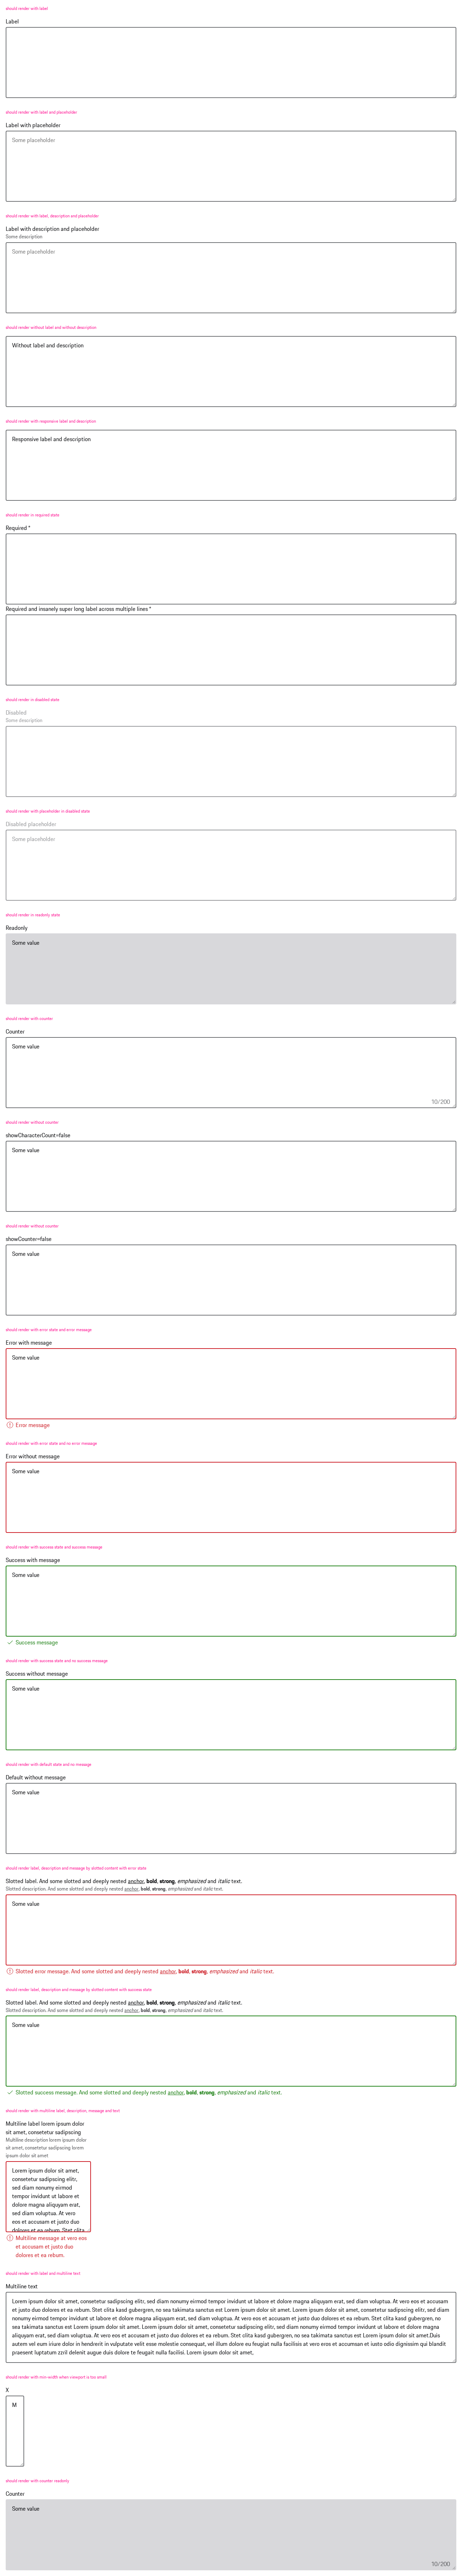 should render with label
Label
should render with label and placeholder
Label with placeholder
Some placeholder
should render with label, description and placeholder
Label with description and placeholder
Some description
Some placeholder
should render without label and without description
Without label and description
should render with responsive label and description
Responsive label and description
should render in required state
Required *
Required and insanely super long label across multiple lines *
should render in disabled state
Disabled
Some description
should render with placeholder in disabled state
Disabled placeholder
Some placeholder
should render in readonly state
Readonly
Some value
should render with counter
Counter
Some value
10/200
should render without counter
showCharacterCount=false
Some value
should render without counter
showCounter=false
Some value
should render with error state and error message
Error with message
Some value
Error message
should render with error state and no error message
Error without message
Some value
should render with success state and success message
Success with message
Some value
Success message
should render with success state and no success message
Success without message
Some value
should render with default state and no message
Default without message
Some value
should render label, description and message by slotted content with error state
Slotted label. And some slotted and deeply nested anchor, bold, strong, emphasized and italic text.
Slotted description. And some slotted and deeply nested anchor, bold, strong, emphasized and italic text.
Some value
Slotted error message. And some slotted and deeply nested anchor, bold, strong, emphasized and italic text.
should render label, description and message by slotted content with success state
Slotted label. And some slotted and deeply nested anchor, bold, strong, emphasized and italic text.
Slotted description. And some slotted and deeply nested anchor, bold, strong, emphasized and italic text.
Some value
Slotted success message. And some slotted and deeply nested anchor, bold, strong, emphasized and italic text.
should render with multiline label, description, message and text
Multiline label lorem ipsum dolor
sit amet, consetetur sadipscing
Multiline description lorem ipsum dolor
sit amet, consetetur sadipscing lorem
ipsum dolor sit amet
Lorem ipsum dolor sit amet,
consetetur sadipscing elitr,
sed diam nonumy eirmod
tempor invidunt ut labore et
dolore magna aliquyam erat,
sed diam voluptua. At vero
eos et accusam et justo duo
dolores et ea rebum. Stet clita
Multiline message at vero eos
et accusam et justo duo
dolores et ea rebum.
should render with label and multiline text
Multiline text
Lorem ipsum dolor sit amet, consetetur sadipscing elitr, sed diam nonumy eirmod tempor invidunt ut labore et dolore magna aliquyam erat, sed diam voluptua. At vero eos et accusam
et justo duo dolores et ea rebum. Stet clita kasd gubergren, no sea takimata sanctus est Lorem ipsum dolor sit amet. Lorem ipsum dolor sit amet, consetetur sadipscing elitr, sed diam
nonumy eirmod tempor invidunt ut labore et dolore magna aliquyam erat, sed diam voluptua. At vero eos et accusam et justo duo dolores et ea rebum. Stet clita kasd gubergren, no
sea takimata sanctus est Lorem ipsum dolor sit amet. Lorem ipsum dolor sit amet, consetetur sadipscing elitr, sed diam nonumy eirmod tempor invidunt ut labore et dolore magna
aliquyam erat, sed diam voluptua. At vero eos et accusam et justo duo dolores et ea rebum. Stet clita kasd gubergren, no sea takimata sanctus est Lorem ipsum dolor sit amet.Duis
autem vel eum iriure dolor in hendrerit in vulputate velit esse molestie consequat, vel illum dolore eu feugiat nulla facilisis at vero eros et accumsan et iusto odio dignissim qui blandit
praesent luptatum zzril delenit augue duis dolore te feugait nulla facilisi. Lorem ipsum dolor sit amet,
should render with min-width when viewport is too small
X
M
should render with counter readonly
Counter
Some value
10/200